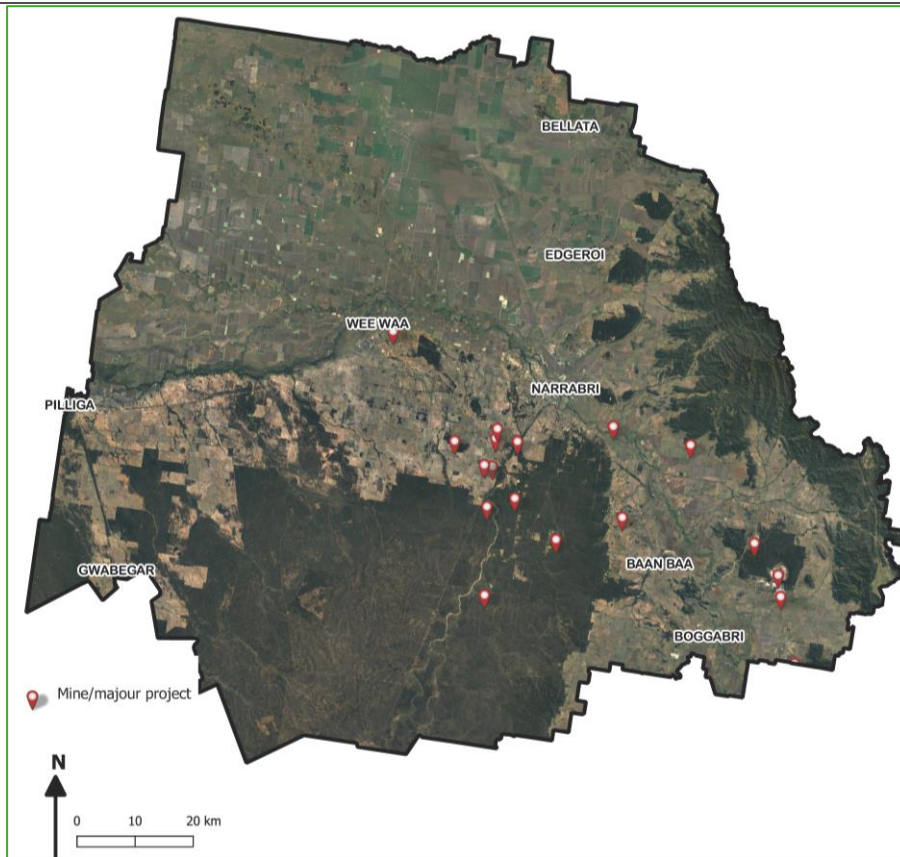 BELLATA
EDGEROI
WEE WAA
NARRABRI
PILLIGA
GWABEGAR
BAAN BAA
BOGGABRI
Mine/majour project
N
0 10 20 km